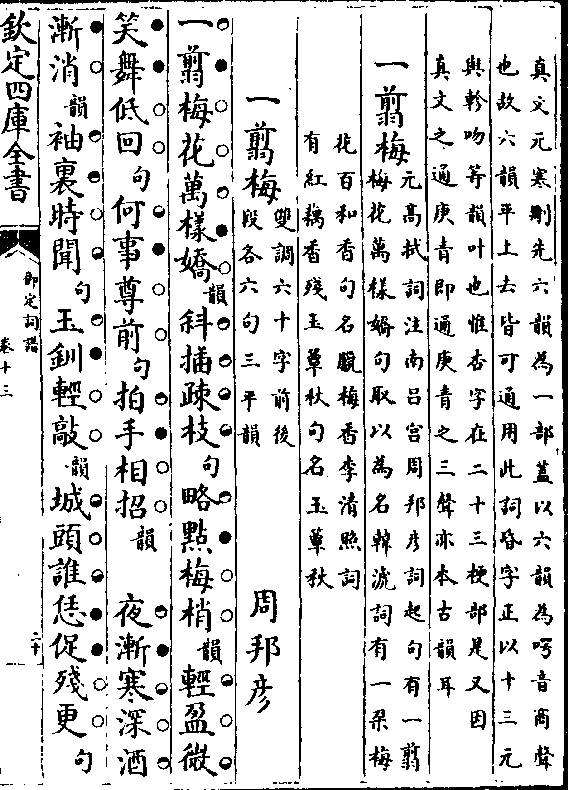 真文元寒刪先六韻為一部蓋以六韻為啌音商聲
也故六韻平上去皆可通用此詞昏字正以十三元
與軫吻等韻叶也惟杏字在二十三梗部是又因
真文之通庚青即通庚青之三聲亦本古韻耳
一翦梅
元高拭詞注南呂宮周邦彦詞起句有一翦
梅花萬様嬌句取以為名韓淲詞有一朶梅
花百和香句名臘梅香李清照詞
有紅藕香殘玉簟秋句名玉簟秋
一翦梅
雙調六十字前後
段各六句三平韻
周邦彦
一翦梅花萬様嬌韻斜插疎枝句略點梅梢韻輕盈微
笑舞低回句何事尊前句拍手相招韻 夜漸寒深酒
漸消韻袖裏時聞句玉釧輕敲韻城頭誰恁促殘更句
欽定四庫全書
御定詞譜
卷十三
二十